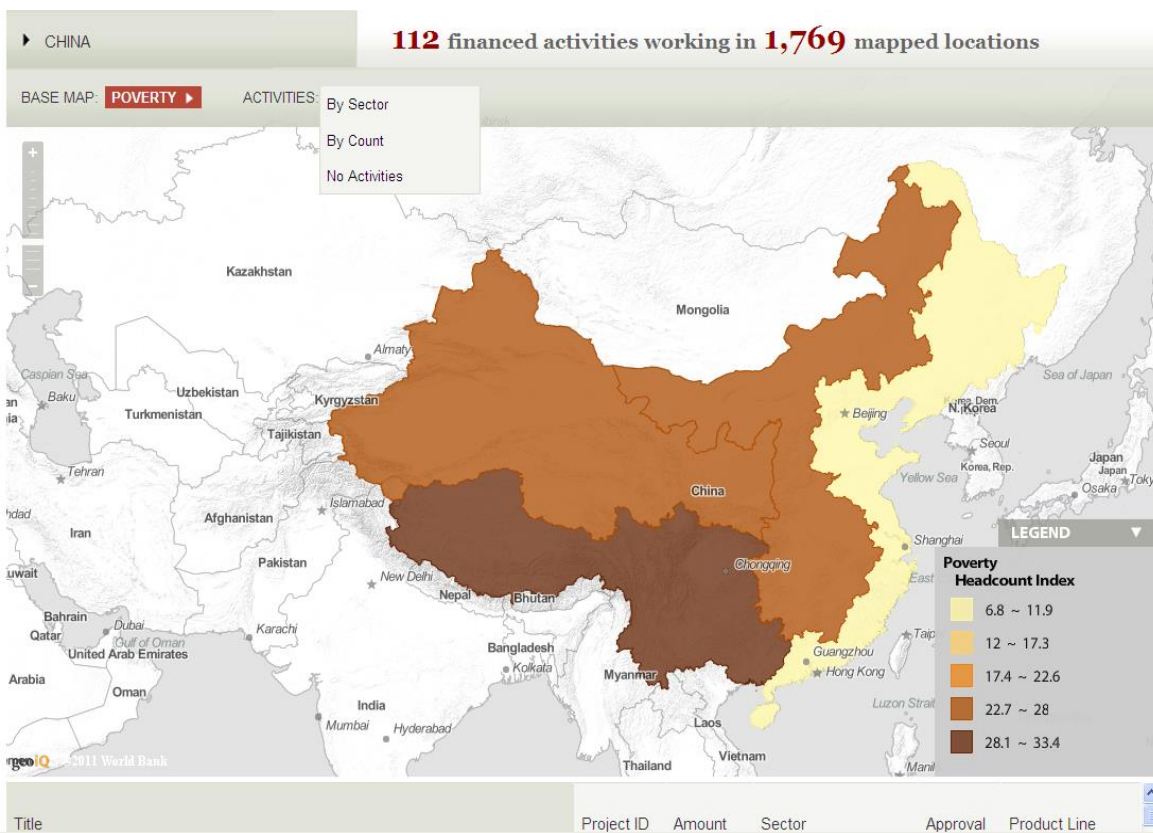 CHINA
112 financed activities working in 1,769 mapped locations
BASE MAP: POVERTY
ACTIVITIES:
By Sector
By Count
No Activities
Kazakhstan
Mongolia
Almaty
Caspian Sea
Baku
Uzbekistan
Turkmenistan
Kyrgyzstan
Tajikistan
Beijing
Sea of Japan
N. Korea
Seoul
Korea, Rep.
Japan
Japan
Osaka
Tehran
Yellow Sea
Islamabad
Afghanistan
China
Iran
Pakistan
Chongqing
Shanghai
New Delhi
Nepal
Bhutan
East
Bahrain
Qatar
Dubai
Gulf of Oman
United Arab Emirates
Karachi
Bangladesh
Kolkata
Guangzhou
Hong Kong
Taip
Arabia
Oman
Myanmar
India
Mumbai
Hyderabad
Laos
Luzon Strait
Thailand
Vietnam
Manil
LEGEND
Poverty
Headcount Index
6.8 ~ 11.9
12 ~ 17.3
17.4 ~ 22.6
22.7 ~ 28
28.1 ~ 33.4
geoIQ ©2011 World Bank
Title Project ID Amount Sector Approval Product Line